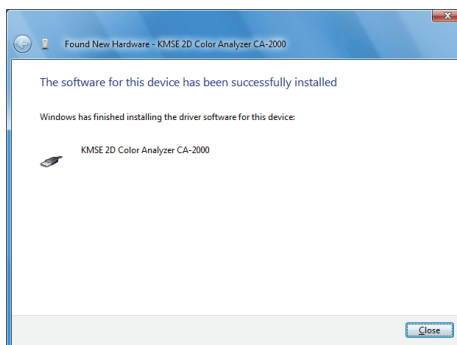 Found New Hardware - KMSE 2D Color Analyzer CA-2000
The software for this device has been successfully installed
Windows has finished installing the driver software for this device:
KMSE 2D Color Analyzer CA-2000
Close